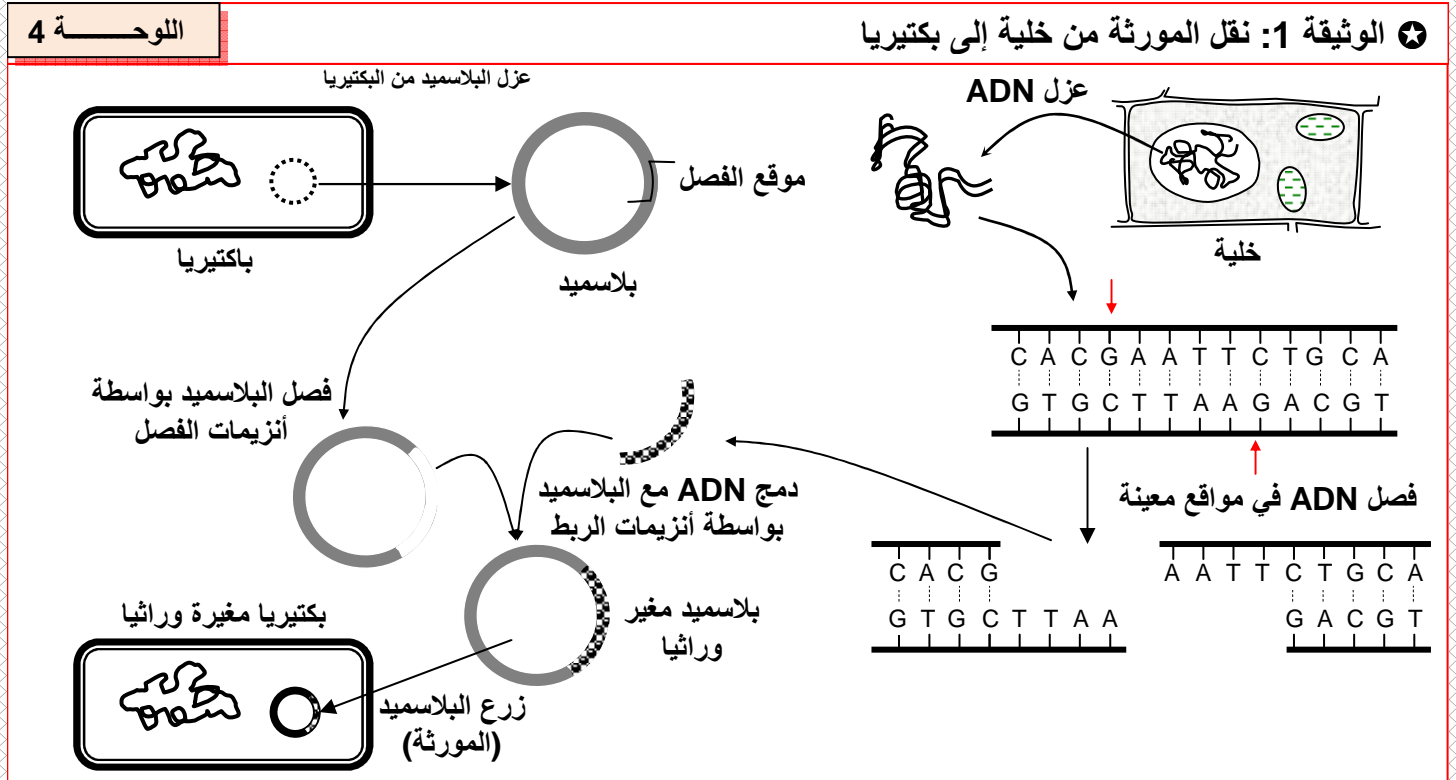 ✪ الوثيقة 1: نقل المورثة من خلية إلى بكتيريا
اللوحـــــــــة 4
عزل البلاسميد من البكتيريا
عزل ADN
موقع الفصل
باكتيريا
بلاسميد
خلية
C A C G A A T T C T G C A
G T G C T T A A G A C G T
فصل البلاسميد بواسطة
أنزيمات الفصل
دمج ADN مع البلاسميد
بواسطة أنزيمات الربط
فصل ADN في مواقع معينة
C A C G
G T G C T T A A
A A T T C T G C A
G A C G T
بلاسميد مغير
وراثيا
بكتيريا مغيرة وراثيا
زرع البلاسميد
(المورثة)